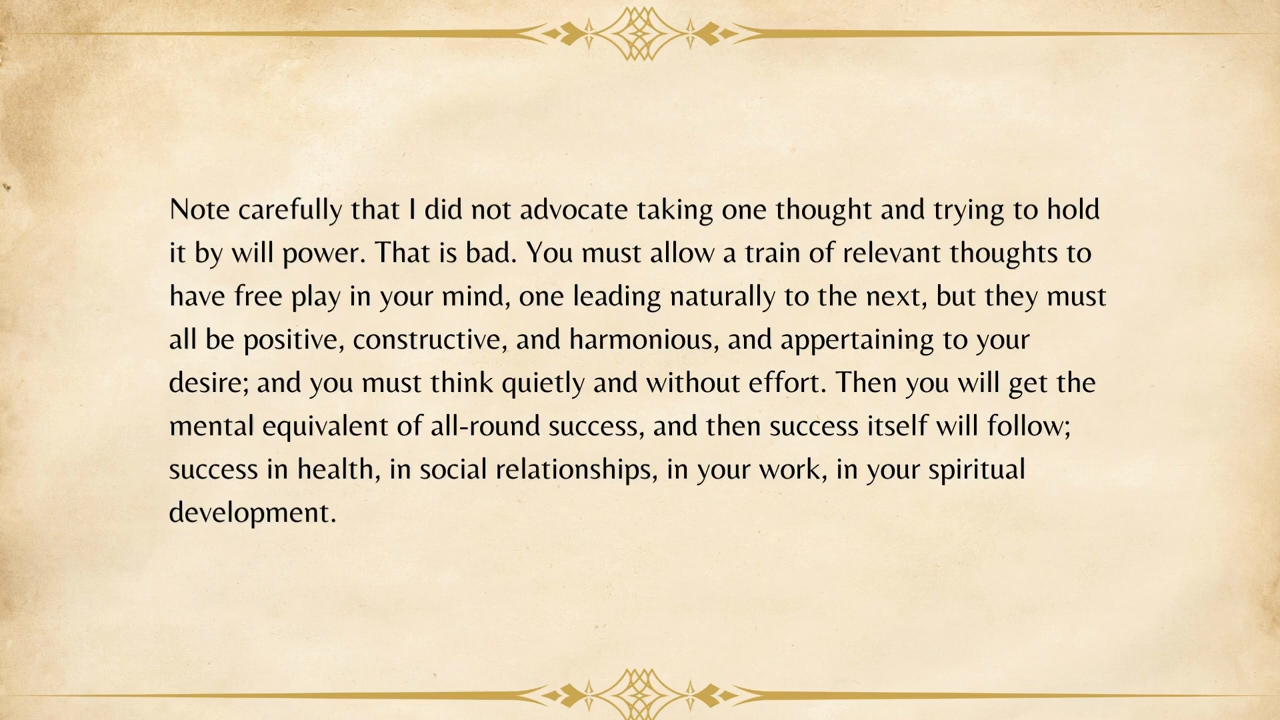 Note carefully that I did not advocate taking one thought and trying to hold
it by will power. That is bad. You must allow a train of relevant thoughts to
have free play in your mind, one leading naturally to the next, but they must
all be positive, constructive, and harmonious, and appertaining to your
desire; and you must think quietly and without effort. Then you will get the
mental equivalent of all-round success, and then success itself will follow;
success in health, in social relationships, in your work, in your spiritual
development.